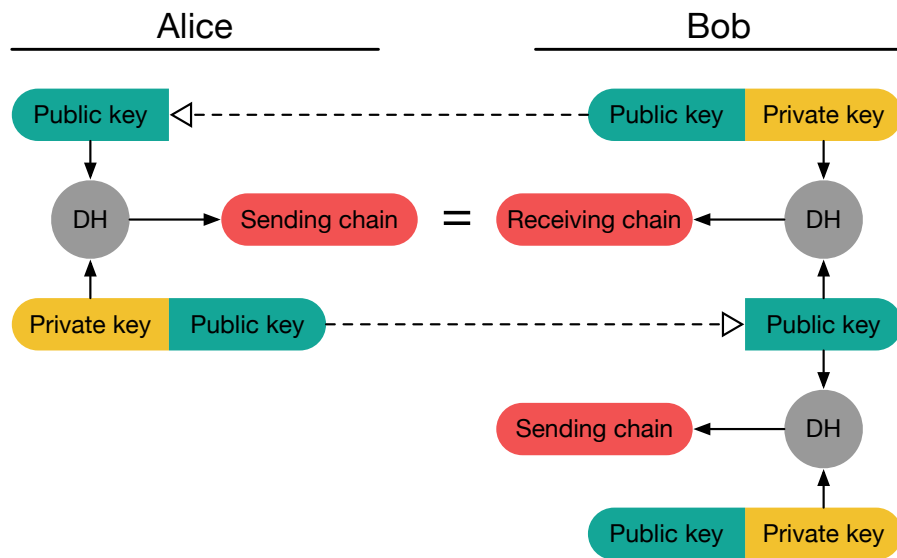 Alice
Bob
Public key
Public key
Private key
DH
Sending chain
=
Receiving chain
DH
Private key
Public key
Public key
Sending chain
DH
Public key
Private key